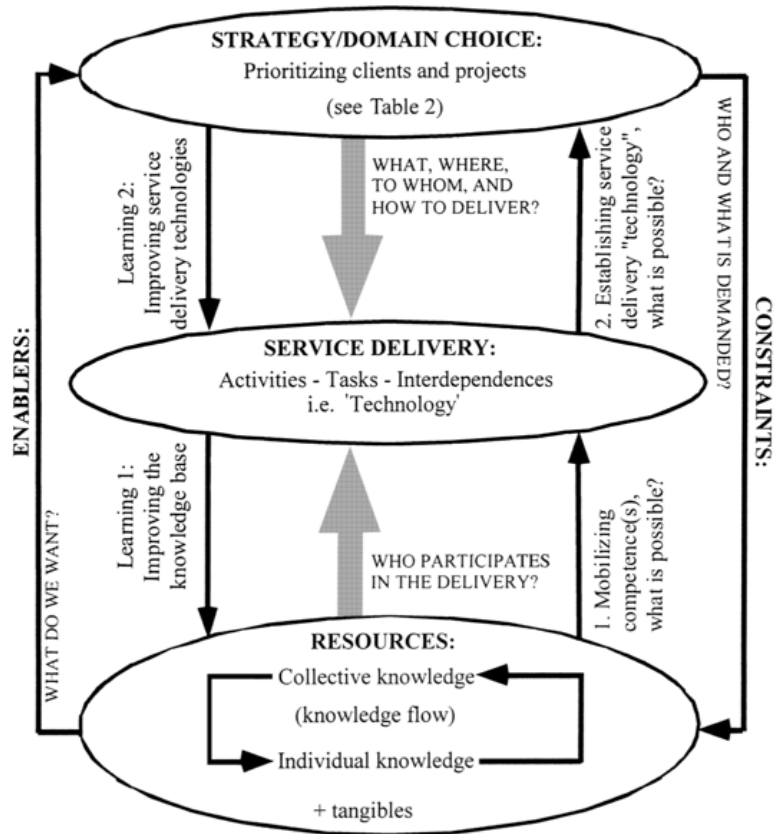 STRATEGY/DOMAIN CHOICE:
Prioritizing clients and projects
(see Table 2)
WHAT, WHERE,
TO WHOM, AND
HOW TO DELIVER?
Learning 2:
Improving service
delivery technologies
2. Establishing service
delivery "technology",
what is possible?
WHO AND WHAT IS DEMANDED?
CONSTRAINTS:
ENABLERS:
WHAT DO WE WANT?
SERVICE DELIVERY:
Activities - Tasks - Interdependences
i.e. 'Technology'
Learning 1:
Improving the
knowledge base
WHO PARTICIPATES
IN THE DELIVERY?
1. Mobilizing
competence(s),
what is possible?
RESOURCES:
Collective knowledge
(knowledge flow)
Individual knowledge
+ tangibles